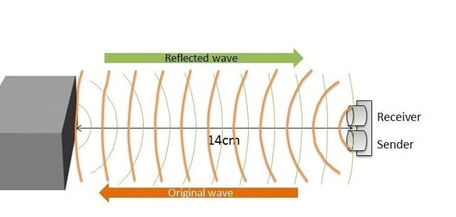 Reflected wave
Receiver
14cm
Sender
Original wave